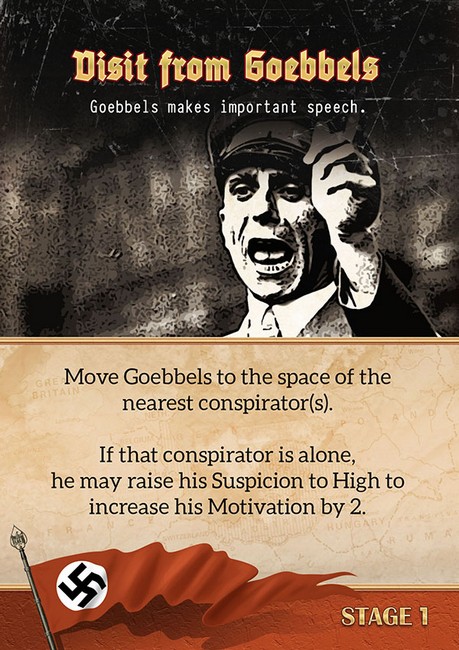 Visit from Goebbels
Goebbels makes important speech.
Move Goebbels to the space of the
nearest conspirator(s).
If that conspirator is alone,
he may raise his Suspicion to High to
increase his Motivation by 2.
STAGE 1